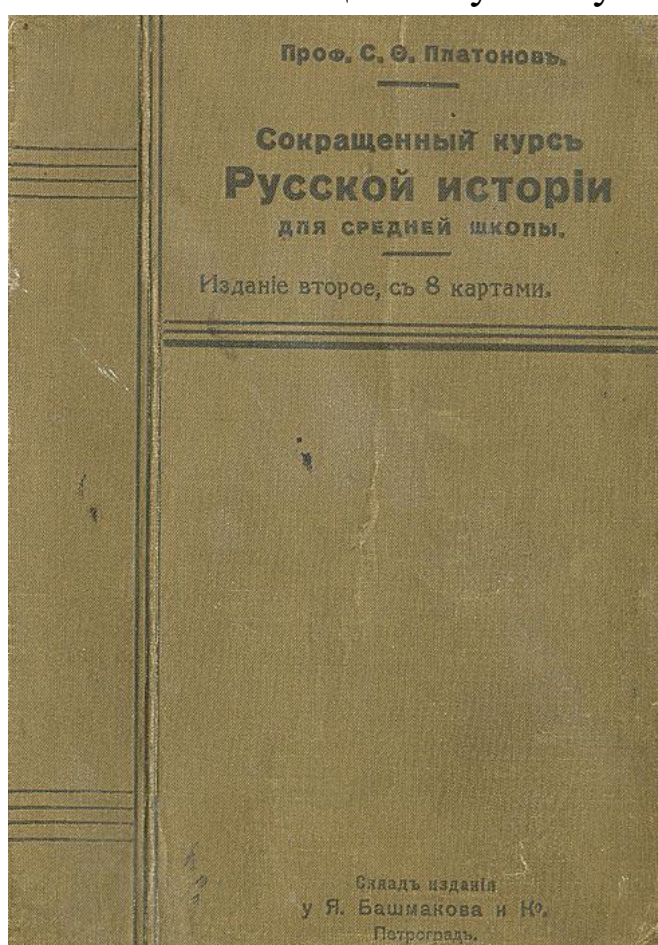 Проф. С. Ѳ. Платоновъ.
Сокращенный курсъ
Русской исторіи
для средней школы.
Изданіе второе, съ 8 картами.
Складъ изданія
у Я. Башмакова и Ко.
Петроградъ.